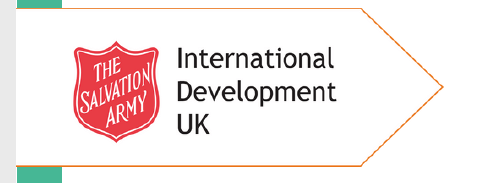 THE
SALVATION
ARMY
International
Development
UK